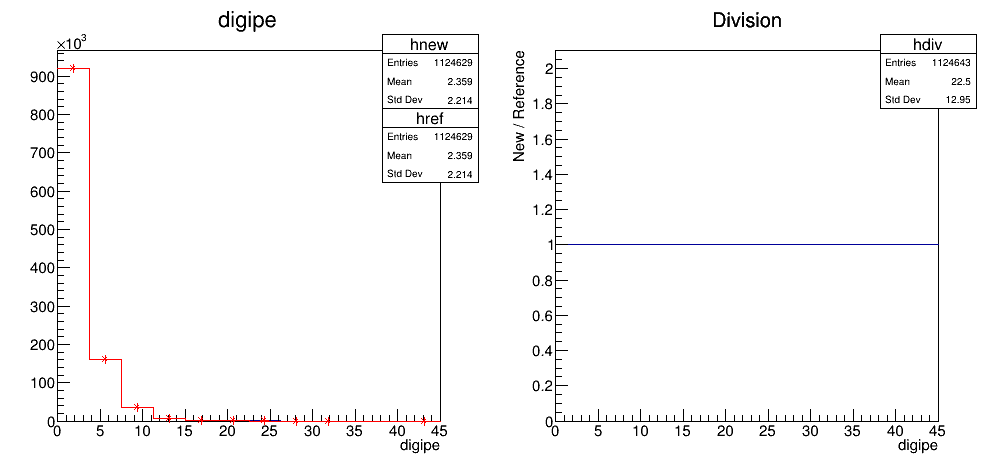 digipe
×10³
hnew
Entries 1124629
Mean 2.359
Std Dev 2.214
href
Entries 1124629
Mean 2.359
Std Dev 2.214
900
800
700
600
500
400
300
200
100
0
0 5 10 15 20 25 30 35 40 45
digipe
Division
hdiv
Entries 1124643
Mean 22.5
Std Dev 12.95
New / Reference
2
1.8
1.6
1.4
1.2
1
0.8
0.6
0.4
0.2
0
0 5 10 15 20 25 30 35 40 45
digipe